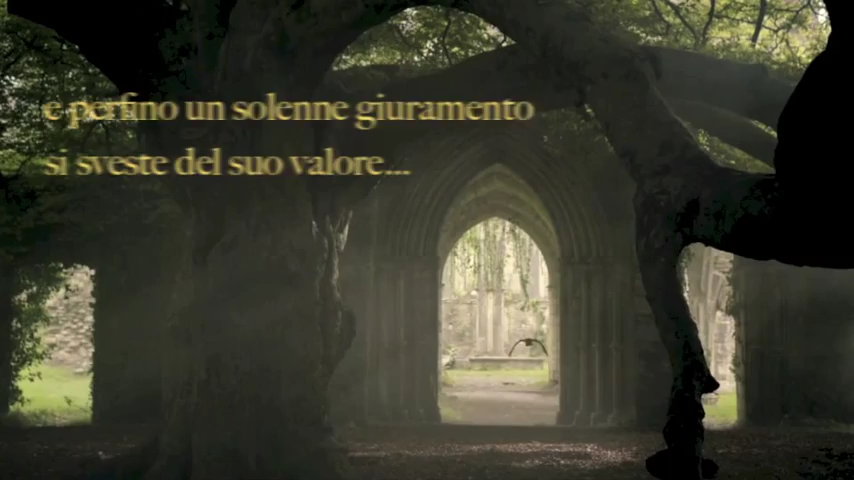 e perfino un solenne giuramento
si sveste del suo valore...